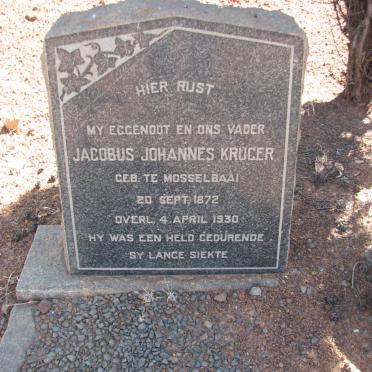 HIER RUST
MY EGGENOOT EN ONS VADER
JACOBUS JOHANNES KRUGER
GEB. TE MOSSELBAAI
20 SEPT. 1872
OVERL. 4. APRIL 1930
HY WAS EEN HELD GEDURENDE
SY LANGE SIEKTE